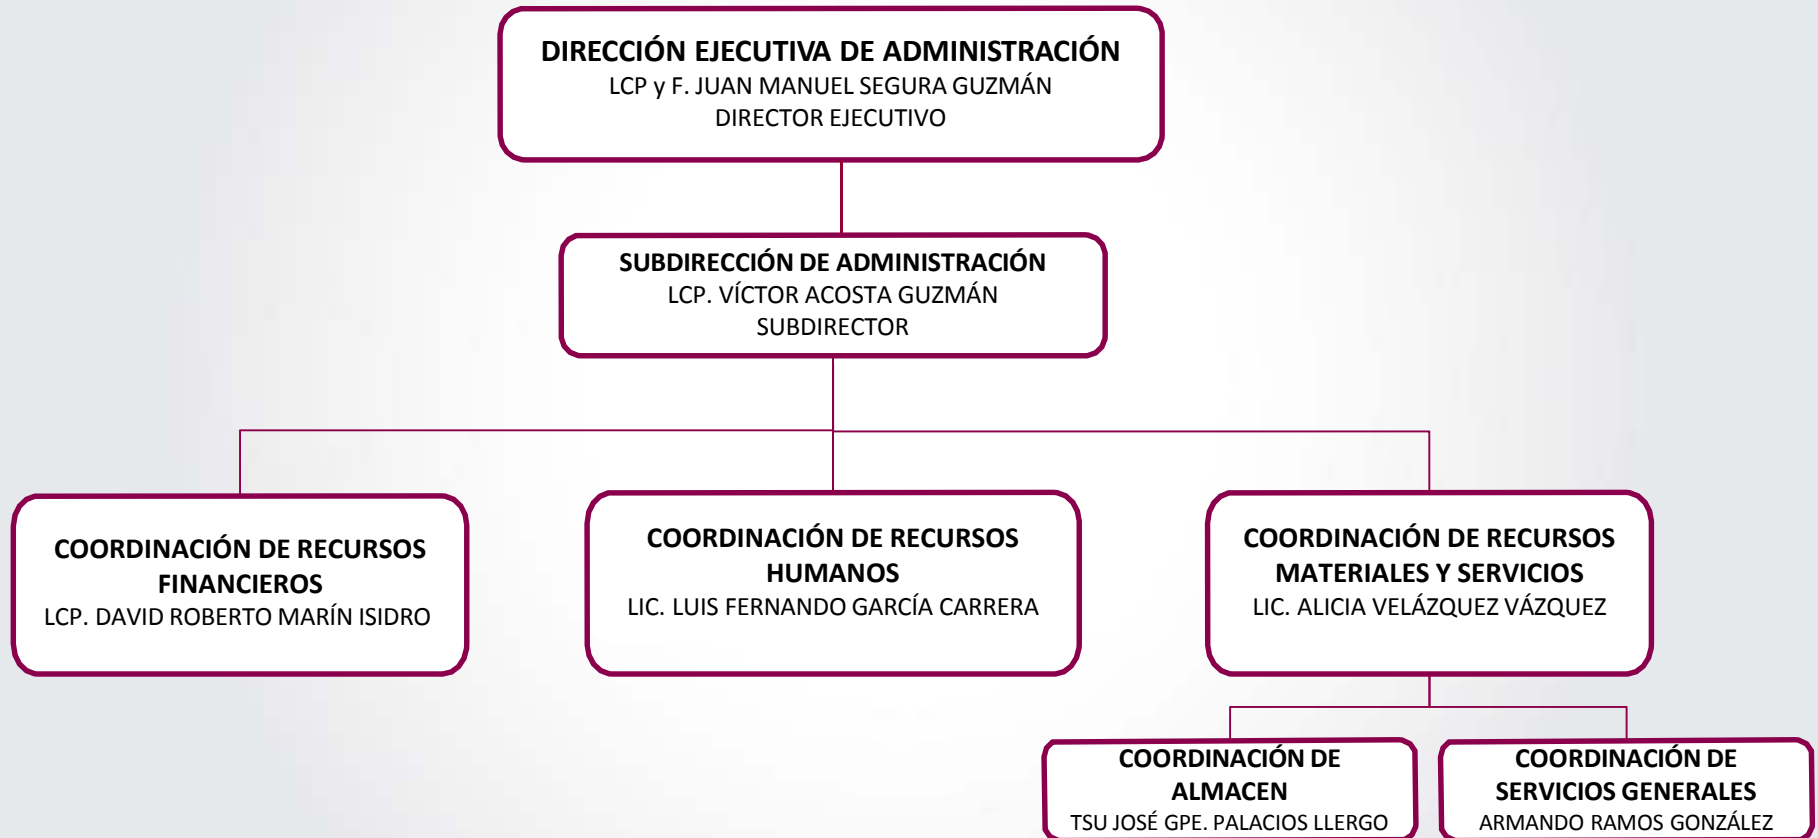 DIRECCIÓN EJECUTIVA DE ADMINISTRACIÓN
LCP y F. JUAN MANUEL SEGURA GUZMÁN
DIRECTOR EJECUTIVO
SUBDIRECCIÓN DE ADMINISTRACIÓN
LCP. VÍCTOR ACOSTA GUZMÁN
SUBDIRECTOR
COORDINACIÓN DE RECURSOS
FINANCIEROS
LCP. DAVID ROBERTO MARÍN ISIDRO
COORDINACIÓN DE RECURSOS
HUMANOS
LIC. LUIS FERNANDO GARCÍA CARRERA
COORDINACIÓN DE RECURSOS
MATERIALES Y SERVICIOS
LIC. ALICIA VELÁZQUEZ VÁZQUEZ
COORDINACIÓN DE
ALMACEN
TSU JOSÉ GPE. PALACIOS LLERGO
COORDINACIÓN DE
SERVICIOS GENERALES
ARMANDO RAMOS GONZÁLEZ